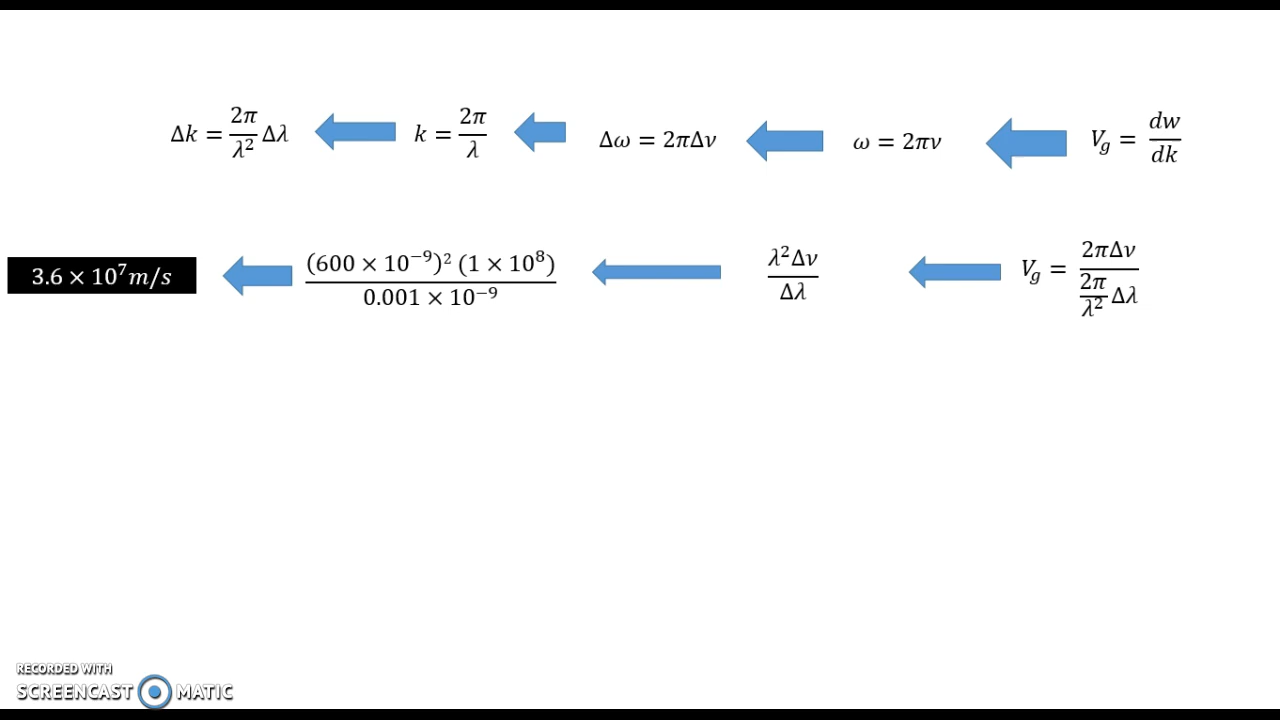 Δk = 2π/λ² Δλ ← k = 2π/λ ← Δω = 2πΔν ← ω = 2πν ← V_g = dw/dk
3.6 × 10⁷ m/s ← (600 × 10⁻⁹)² (1 × 10⁸) / 0.001 × 10⁻⁹ ← λ²Δν / Δλ ← V_g = 2πΔν / (2π/λ² Δλ)
RECORDED WITH
SCREENCAST MATIC